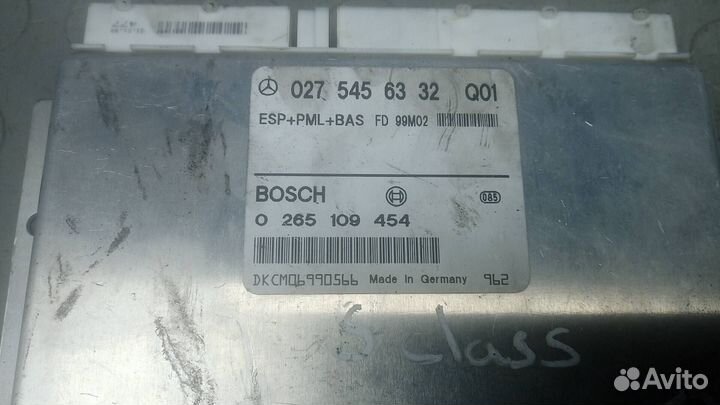 027 545 63 32 Q01
ESP+PML+BAS FD 99M02
BOSCH
085
0 265 109 454
DKCM06990566 Made in Germany 962
S class
Avito